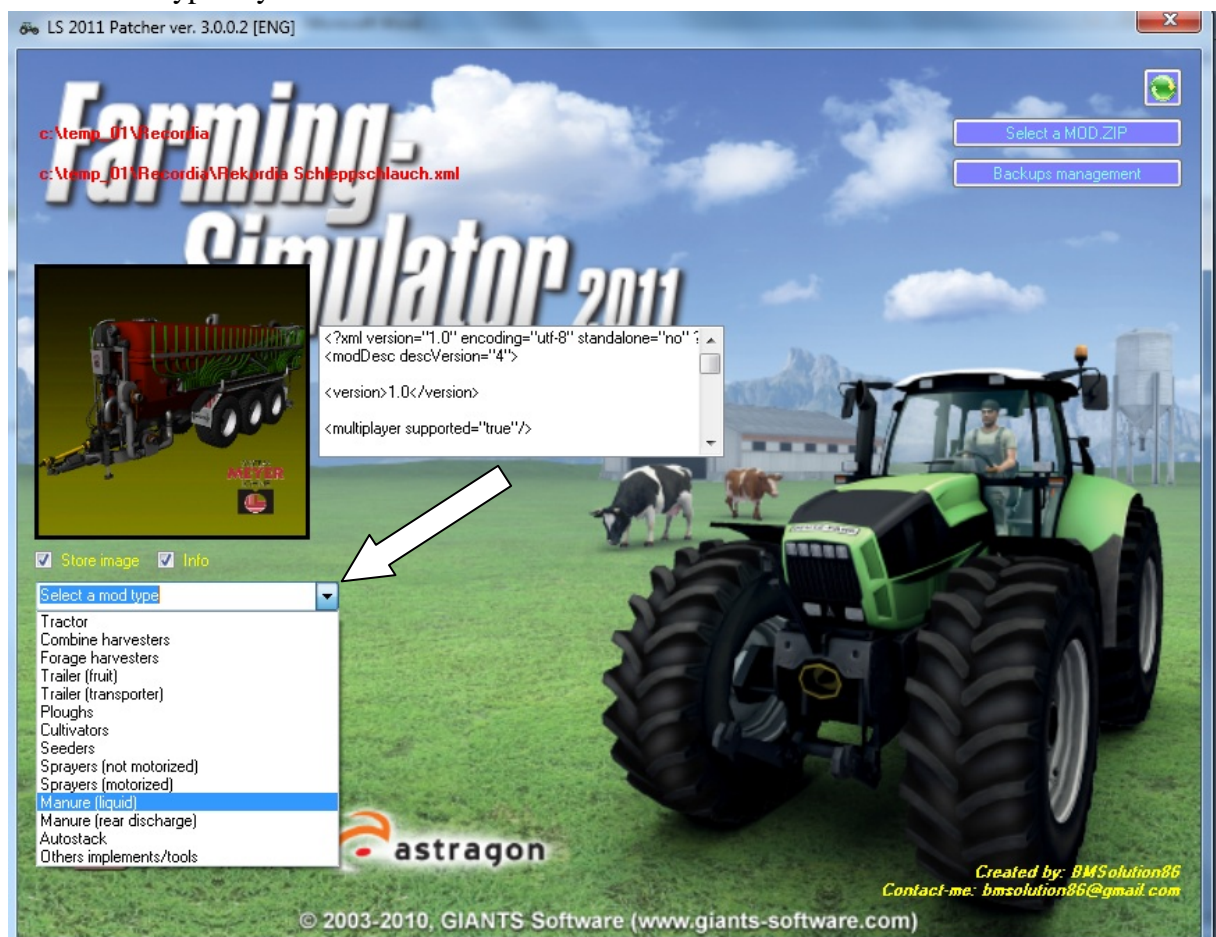 LS 2011 Patcher ver. 3.0.0.2 [ENG]
Farming-
Simulator 2011
c:\temp_01\Recordia
c:\temp_01\Recordia\Rekordia Schleppschlauch.xml
Select a MOD.ZIP
Backups management
<?xml version="1.0" encoding="utf-8" standalone="no" ?
<modDesc descVersion="4">
<version>1.0</version>
<multiplayer supported="true"/>
MEYER
Store image
Info
Select a mod type
Tractor
Combine harvesters
Forage harvesters
Trailer (fruit)
Trailer (transporter)
Ploughs
Cultivators
Seeders
Sprayers (not motorized)
Sprayers (motorized)
Manure (liquid)
Manure (rear discharge)
Autostack
Others implements/tools
astragon
Created by: BMSolution86
Contact-me: bmsolution86@gmail.com
© 2003-2010, GIANTS Software (www.giants-software.com)